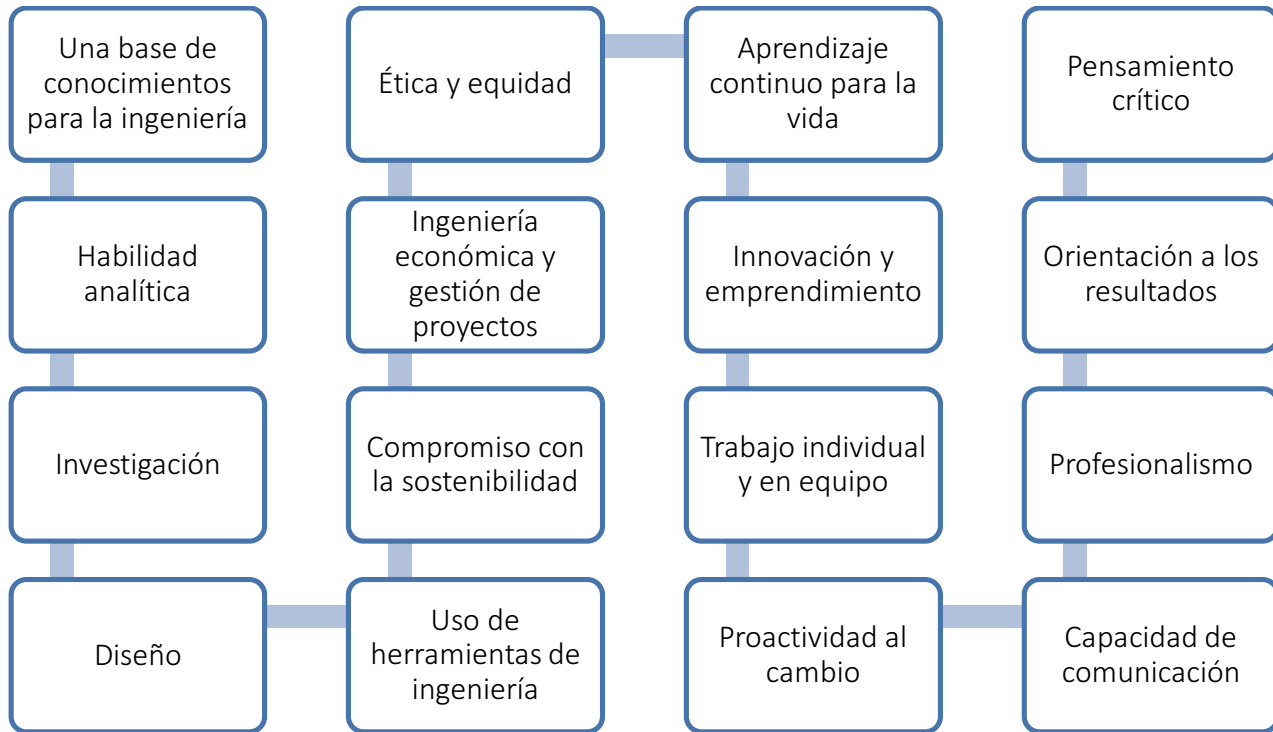 Una base de
conocimientos
para la ingeniería
Habilidad
analítica
Investigación
Diseño
Uso de
herramientas de
ingeniería
Compromiso con
la sostenibilidad
Ingeniería
económica y
gestión de
proyectos
Ética y equidad
Aprendizaje
continuo para la
vida
Innovación y
emprendimiento
Trabajo individual
y en equipo
Proactividad al
cambio
Capacidad de
comunicación
Profesionalismo
Orientación a los
resultados
Pensamiento
crítico